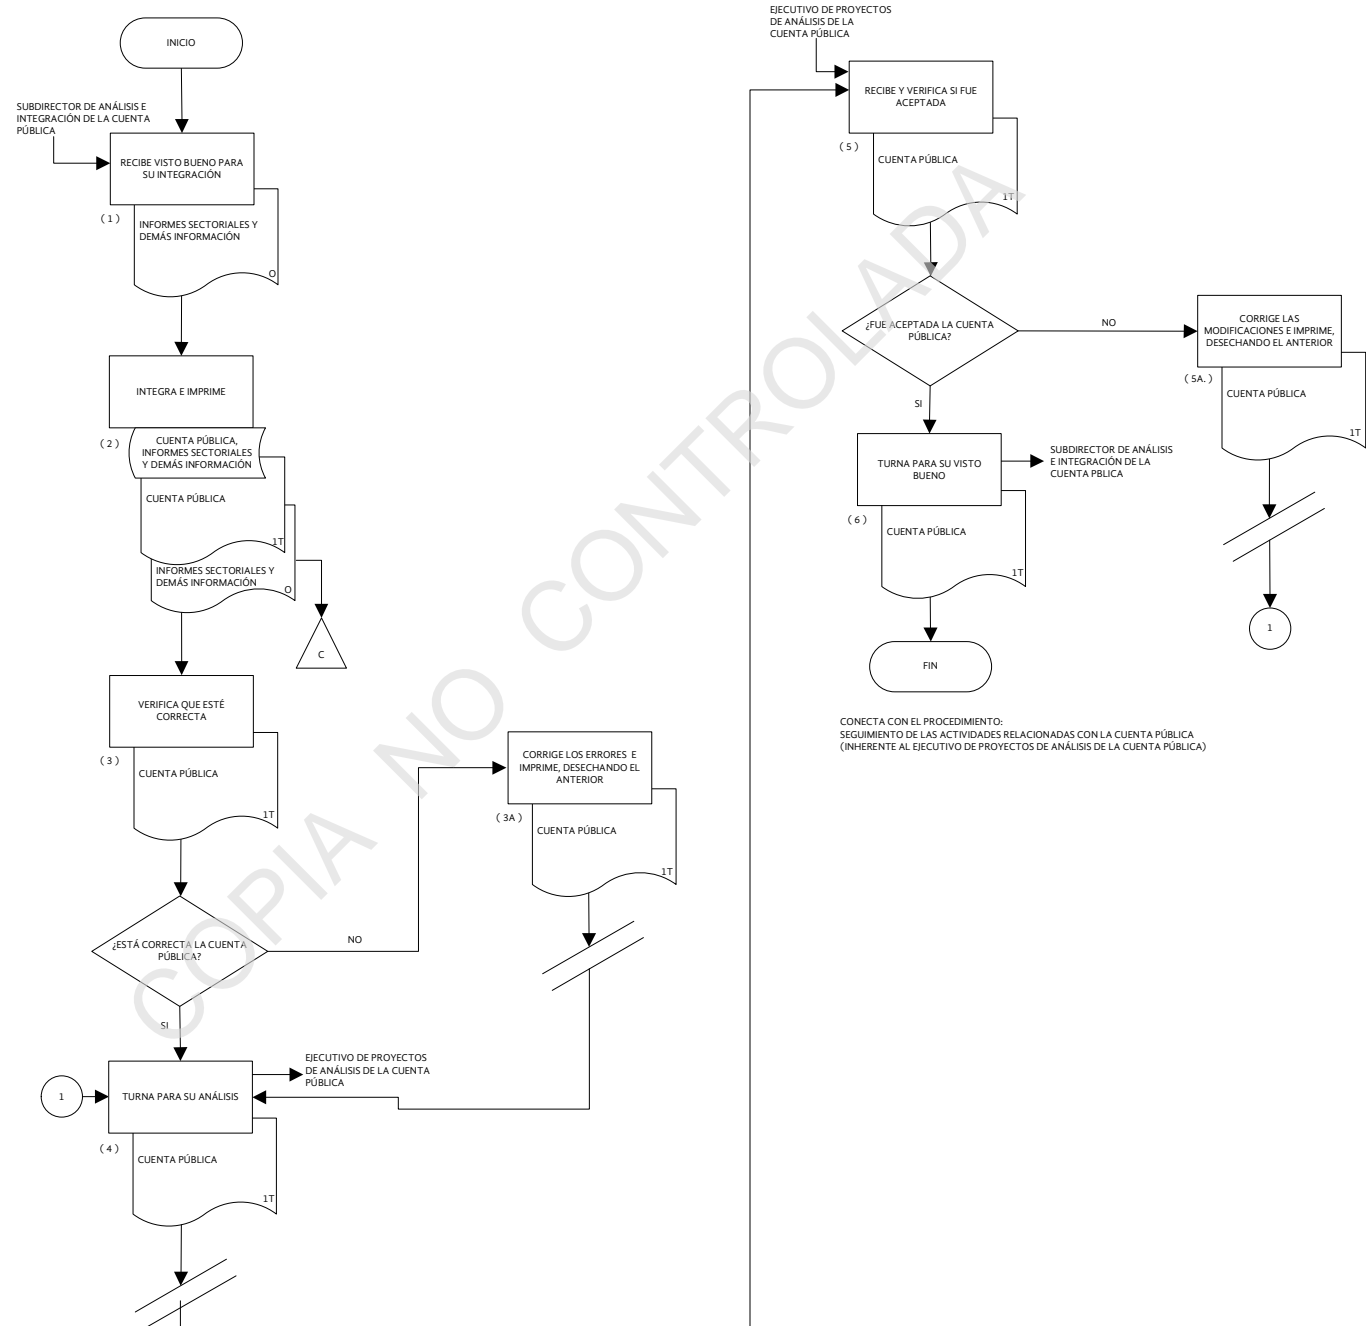 INICIO
SUBDIRECTOR DE ANÁLISIS E
INTEGRACIÓN DE LA CUENTA
PÚBLICA
RECIBE VISTO BUENO PARA
SU INTEGRACIÓN
( 1 )
INFORMES SECTORIALES Y
DEMÁS INFORMACIÓN
O
INTEGRA E IMPRIME
( 2 )
CUENTA PÚBLICA,
INFORMES SECTORIALES
Y DEMÁS INFORMACIÓN
CUENTA PÚBLICA
1T
INFORMES SECTORIALES Y
DEMÁS INFORMACIÓN
O
C
VERIFICA QUE ESTÉ
CORRECTA
( 3 )
CUENTA PÚBLICA
1T
¿ESTÁ CORRECTA LA CUENTA
PÚBLICA?
NO
SI
CORRIGE LOS ERRORES E
IMPRIME, DESECHANDO EL
ANTERIOR
( 3A )
CUENTA PÚBLICA
1T
1
TURNA PARA SU ANÁLISIS
EJECUTIVO DE PROYECTOS
DE ANÁLISIS DE LA CUENTA
PÚBLICA
( 4 )
CUENTA PÚBLICA
1T
EJECUTIVO DE PROYECTOS
DE ANÁLISIS DE LA
CUENTA PÚBLICA
RECIBE Y VERIFICA SI FUE
ACEPTADA
( 5 )
CUENTA PÚBLICA
1T
¿FUE ACEPTADA LA CUENTA
PÚBLICA?
NO
SI
CORRIGE LAS
MODIFICACIONES E IMPRIME,
DESECHANDO EL ANTERIOR
( 5A. )
CUENTA PÚBLICA
1T
1
TURNA PARA SU VISTO
BUENO
SUBDIRECTOR DE ANÁLISIS
E INTEGRACIÓN DE LA
CUENTA PBLICA
( 6 )
CUENTA PÚBLICA
1T
FIN
CONECTA CON EL PROCEDIMIENTO:
SEGUIMIENTO DE LAS ACTIVIDADES RELACIONADAS CON LA CUENTA PÚBLICA
(INHERENTE AL EJECUTIVO DE PROYECTOS DE ANÁLISIS DE LA CUENTA PÚBLICA)
COPIA NO CONTROLADA